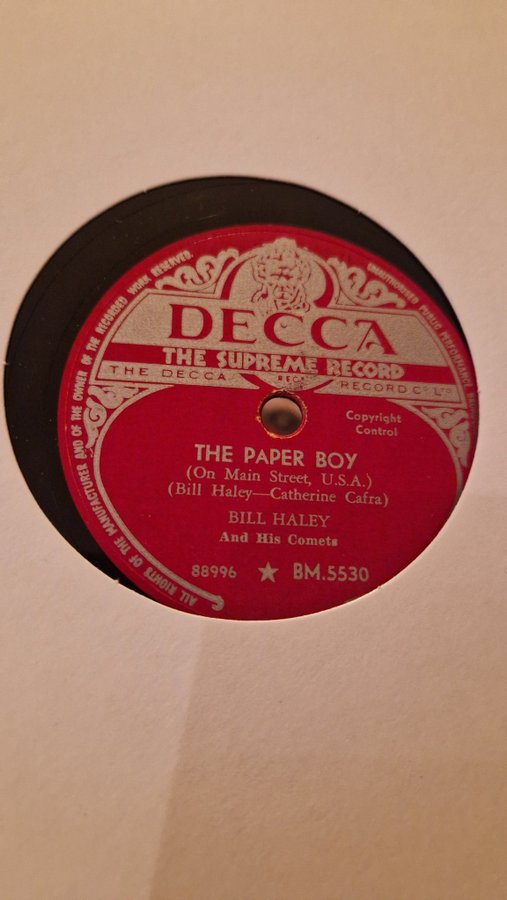 ALL RIGHTS OF THE MANUFACTURER AND OF THE OWNER OF THE RECORDED WORK RESERVED.
UNAUTHORISED PUBLIC PERFORMANCE
DECCA
THE SUPREME RECORD
THE DECCA RECORD Cº LTD
Copyright
Control
THE PAPER BOY
(On Main Street, U.S.A.)
(Bill Haley—Catherine Cafra)
BILL HALEY
And His Comets
88996 ★ BM.5530